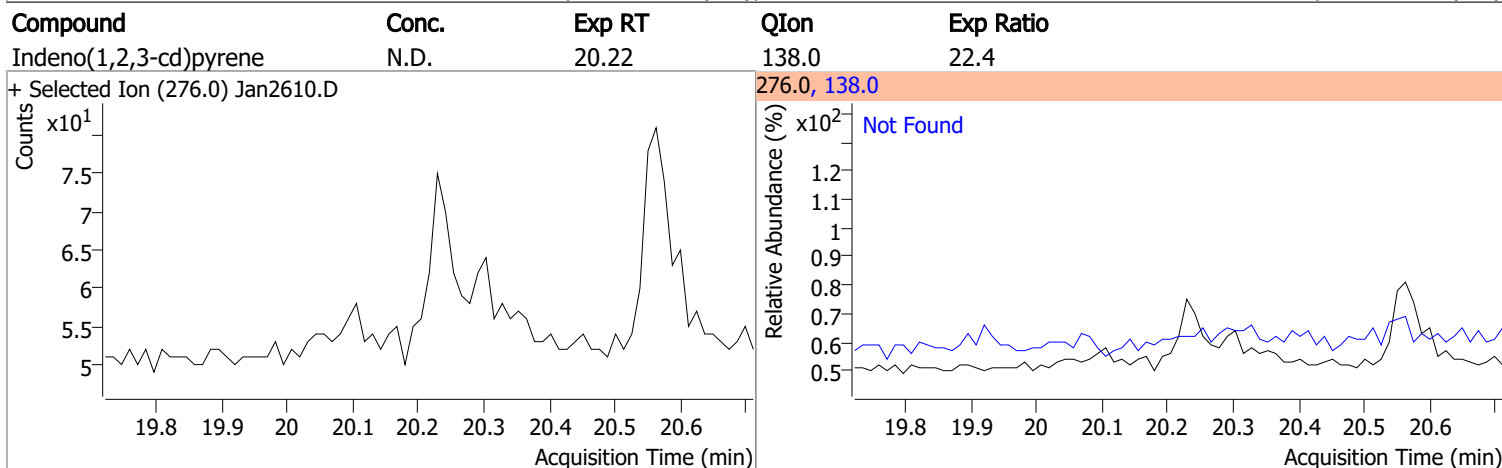 Compound Conc. Exp RT QIon Exp Ratio
Indeno(1,2,3-cd)pyrene N.D. 20.22 138.0 22.4
+ Selected Ion (276.0) Jan2610.D
Counts
x10¹
7.5
7
6.5
6
5.5
5
19.8 19.9 20 20.1 20.2 20.3 20.4 20.5 20.6
Acquisition Time (min)
276.0, 138.0
Relative Abundance (%)
x10²
Not Found
1.2
1.1
1
0.9
0.8
0.7
0.6
0.5
19.8 19.9 20 20.1 20.2 20.3 20.4 20.5 20.6
Acquisition Time (min)